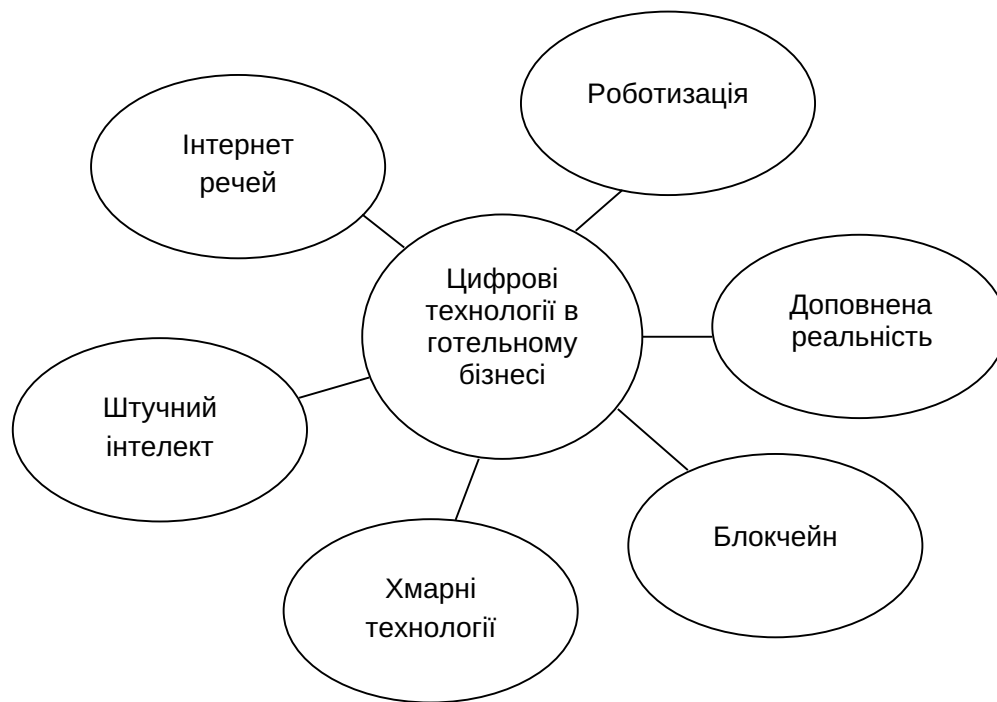 Роботизація
Інтернет
речей
Цифрові
технології в
готельному
бізнесі
Доповнена
реальність
Штучний
інтелект
Блокчейн
Хмарні
технології